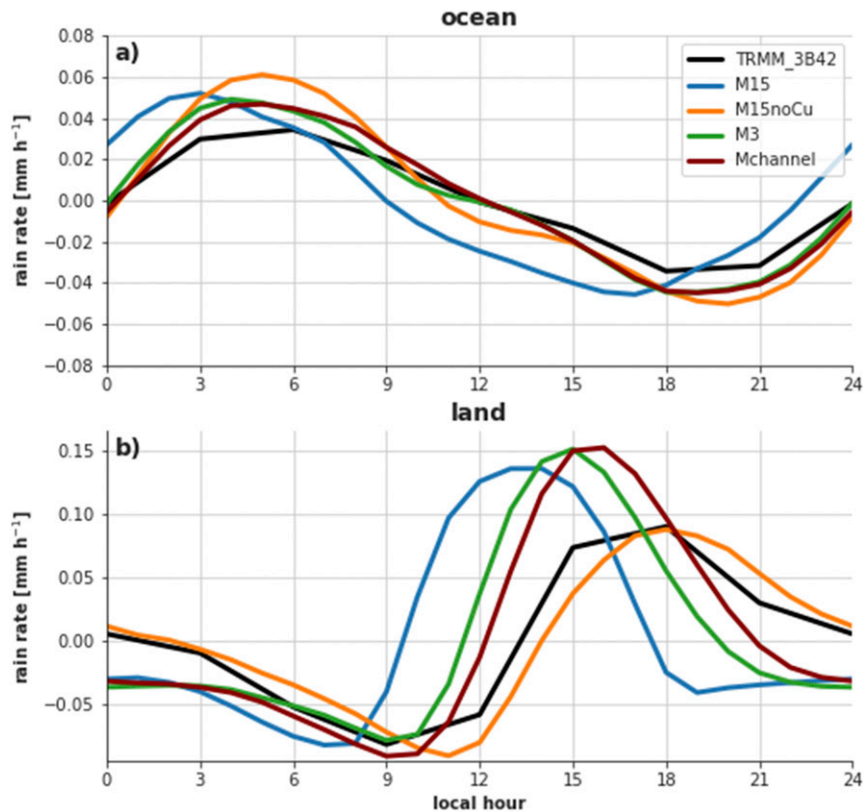 ocean
a)
TRMM_3B42
M15
M15noCu
M3
Mchannel
0.08
0.06
0.04
0.02
0.00
−0.02
−0.04
−0.06
−0.08
rain rate [mm h⁻¹]
0 3 6 9 12 15 18 21 24
land
b)
0.15
0.10
0.05
0.00
−0.05
rain rate [mm h⁻¹]
0 3 6 9 12 15 18 21 24
local hour